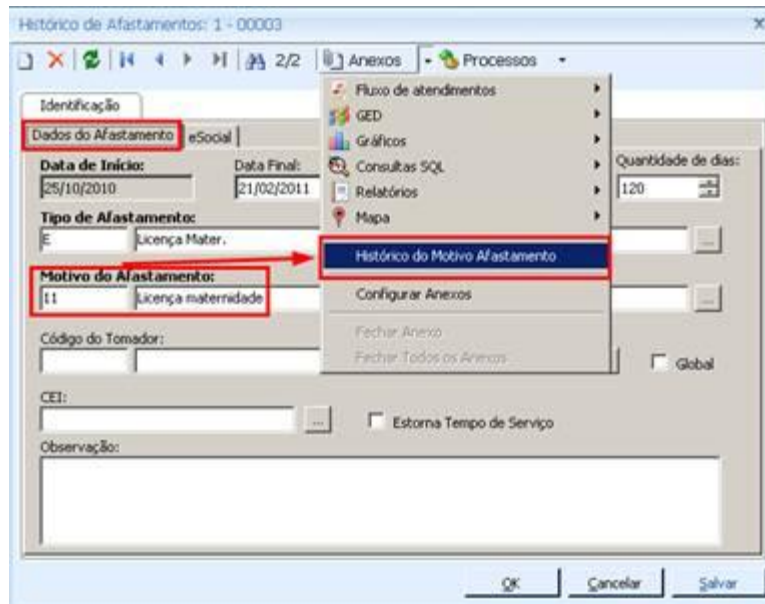 Histórico de Afastamentos: 1 - 00003
2/2 Anexos Processos
Identificação
Dados do Afastamento eSocial
Fluxo de atendimentos
GED
Gráficos
Consultas SQL
Relatórios
Mapa
Histórico do Motivo Afastamento
Configurar Anexos
Fechar Anexo
Fechar Todos os Anexos
Data de Início: Data Final: Quantidade de dias:
25/10/2010 21/02/2011 120
Tipo de Afastamento:
E Licença Mater.
Motivo do Afastamento:
11 Licença maternidade
Código do Tomador:
Global
CEI:
... Estorna Tempo de Serviço
Observação:
OK Cancelar Salvar